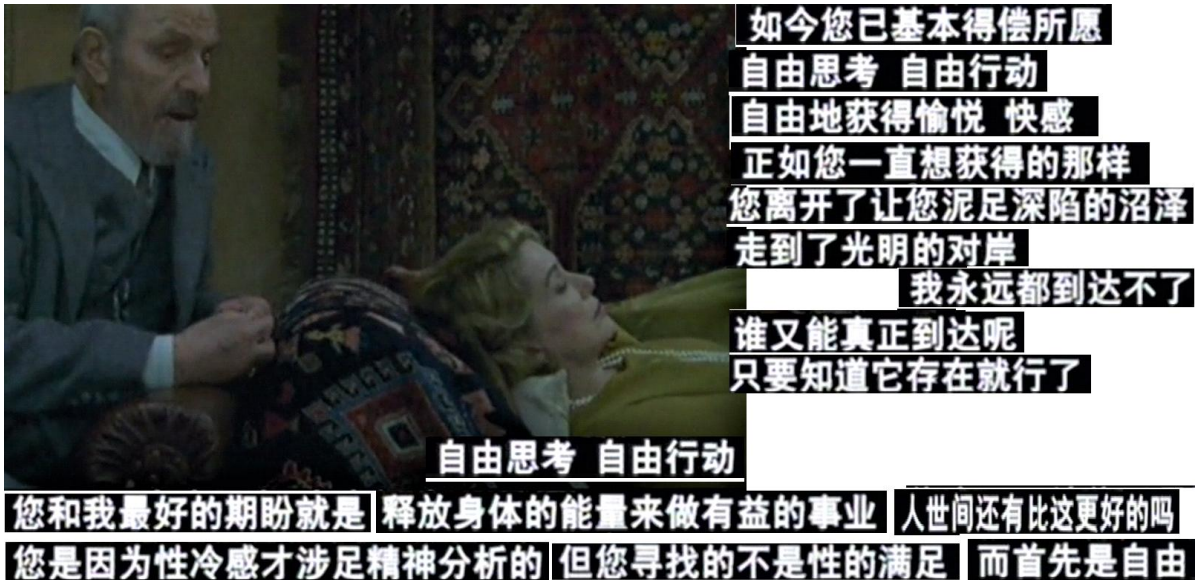 如今您已基本得偿所愿
自由思考 自由行动
自由地获得愉悦 快感
正如您一直想获得的那样
您离开了让您泥足深陷的沼泽
走到了光明的对岸
我永远都到达不了
谁又能真正到达呢
只要知道它存在就行了
自由思考 自由行动
您和我最好的期盼就是 释放身体的能量来做有益的事业 人世间还有比这更好的吗
您是因为性冷感才涉足精神分析的 但您寻找的不是性的满足 而首先是自由